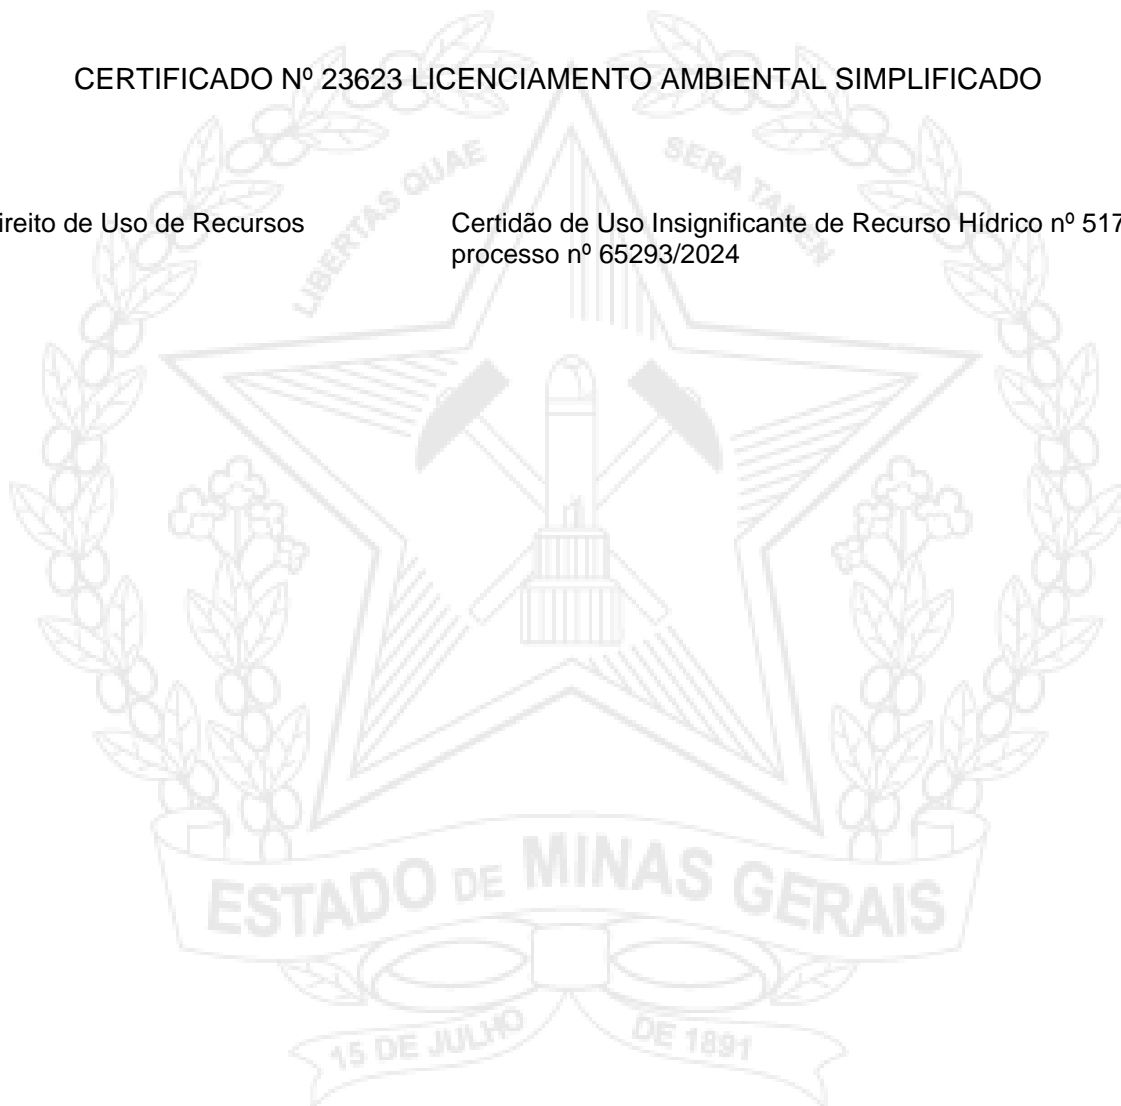 CERTIFICADO Nº 23623 LICENCIAMENTO AMBIENTAL SIMPLIFICADO
LIBERTAS QUAE SERA TAMEN
ireito de Uso de Recursos
Certidão de Uso Insignificante de Recurso Hídrico nº 517
processo nº 65293/2024
ESTADO DE MINAS GERAIS
15 DE JULHO DE 1891